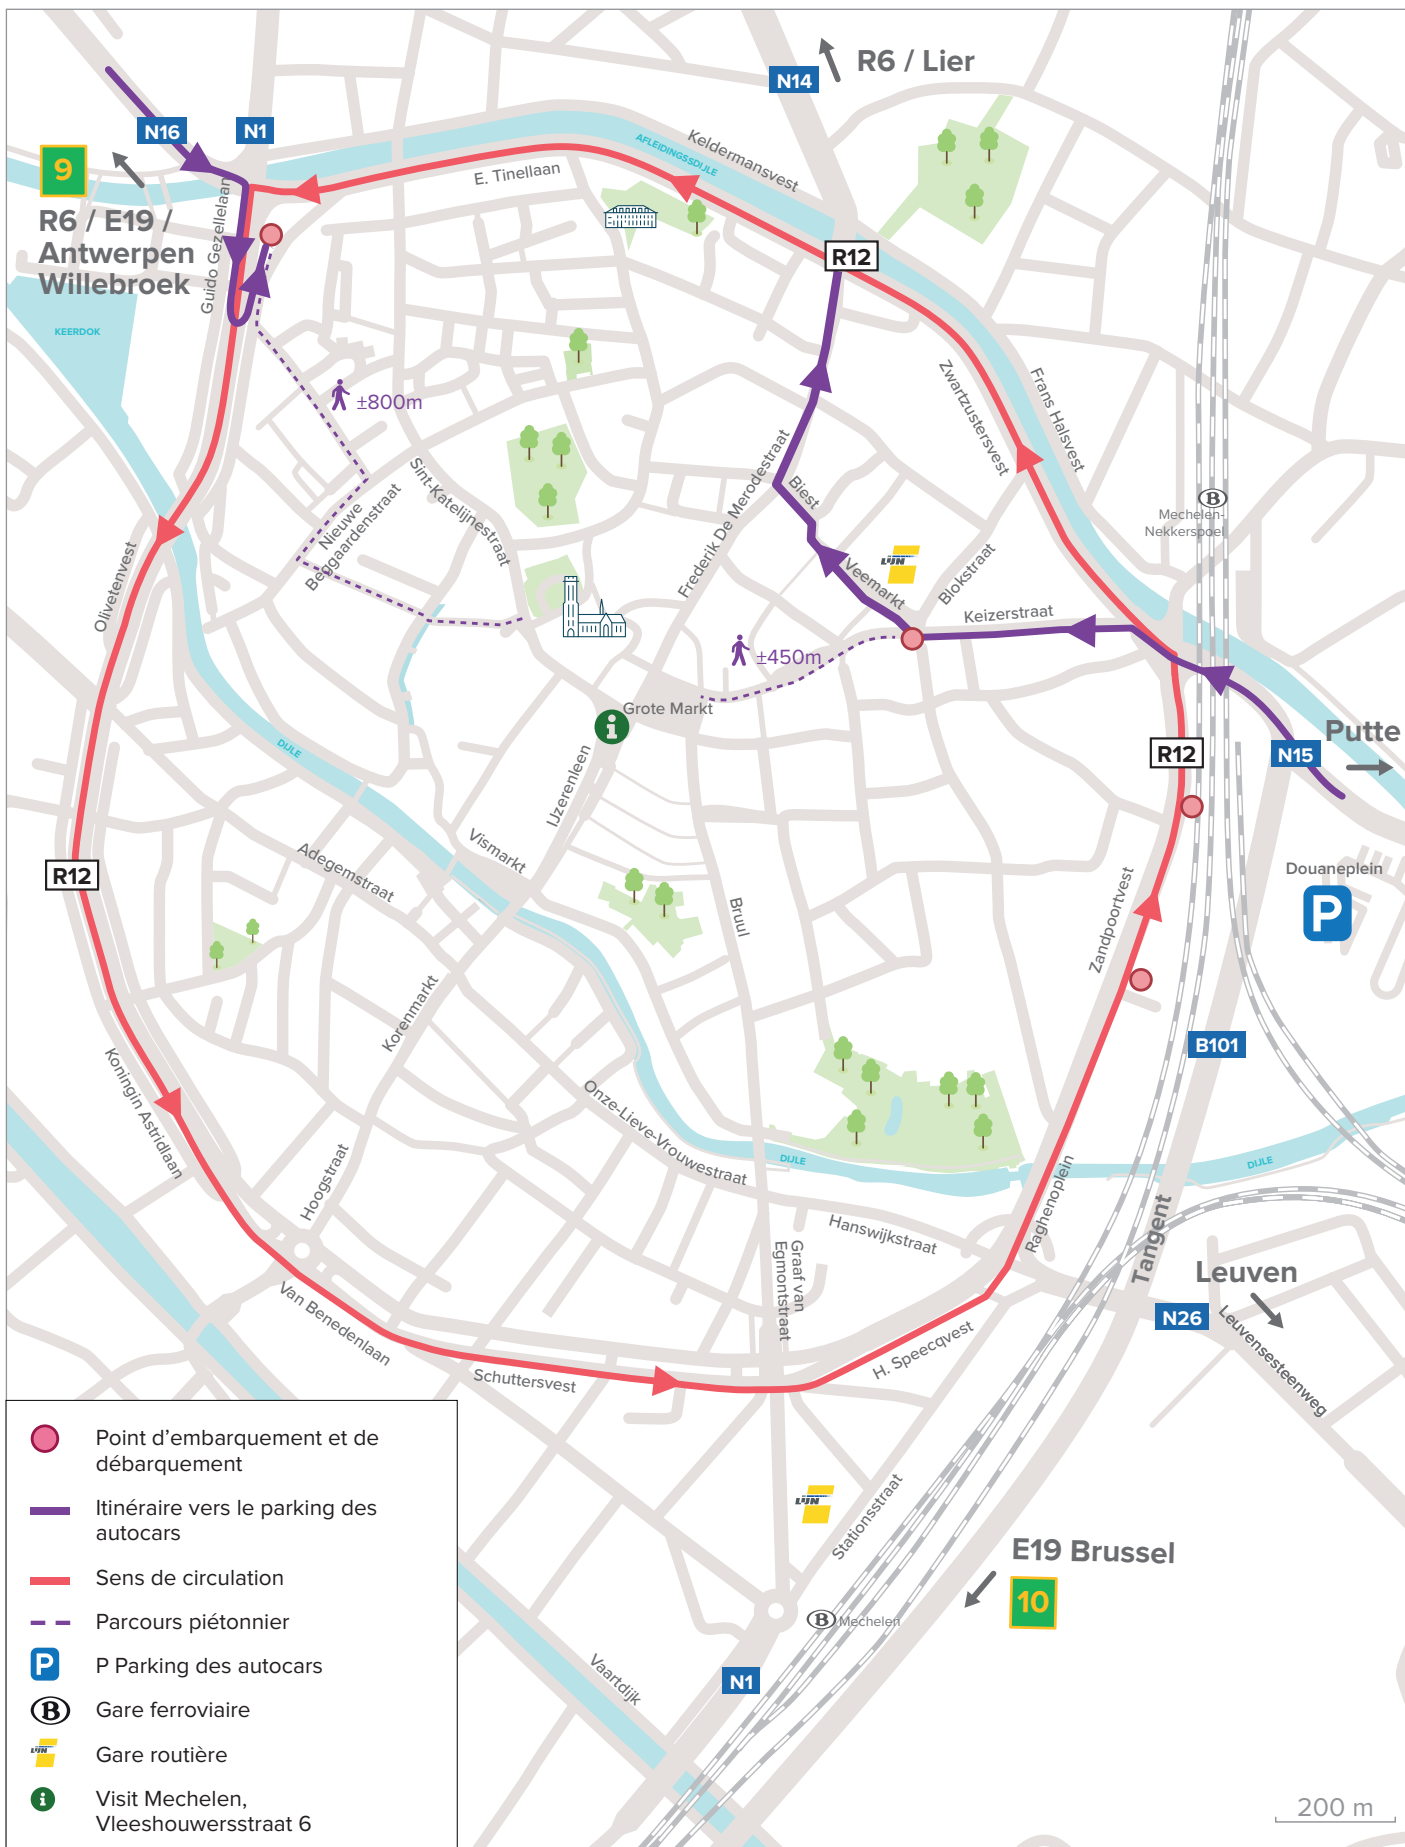 R6 / Lier
N14
N16
N1
AFLEIDINGSSDIJLE
Keldermansvest
E. Tinellaan
9
R6 / E19 /
Antwerpen
Willebroek
Guido Gezellelaan
R12
KEERDOK
±800m
Zwartzustersvest
Frans Halsvest
Frederik De Merodestraat
Sint-Katelijnestraat
Biest
Nieuwe
Beggaardenstraat
Mechelen-
Nekkerspoel
B
LIJN
Veemarkt
Blokstraat
Olivetenvest
Keizerstraat
±450m
Grote Markt
i
Putte
N15
R12
DIJLE
IJzerenleen
Vismarkt
Adegemstraat
R12
Douaneplein
P
Bruul
Zandpoortvest
Korenmarkt
B101
Koningin Astridlaan
Onze-Lieve-Vrouwestraat
DIJLE
DIJLE
Hoogstraat
Raghenoplein
Hanswijkstraat
Tangent
Graaf van
Egmontstraat
Leuven
N26
Leuvensesteenweg
Van Benedenlaan
H. Speecqvest
Schuttersvest
LIJN
Stationsstraat
E19 Brussel
10
B
Mechelen
N1
Vaartdijk
200 m
Point d’embarquement et de
débarquement
Itinéraire vers le parking des
autocars
Sens de circulation
Parcours piétonnier
P
P Parking des autocars
B
Gare ferroviaire
LIJN
Gare routière
i
Visit Mechelen,
Vleeshouwersstraat 6